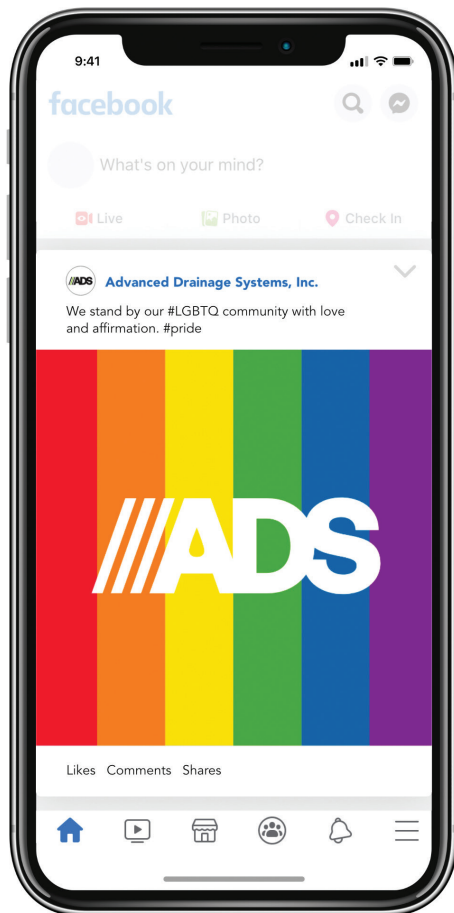 9:41
facebook
What's on your mind?
Live Photo Check In
ADS Advanced Drainage Systems, Inc.
We stand by our #LGBTQ community with love
and affirmation. #pride
ADS
Likes Comments Shares